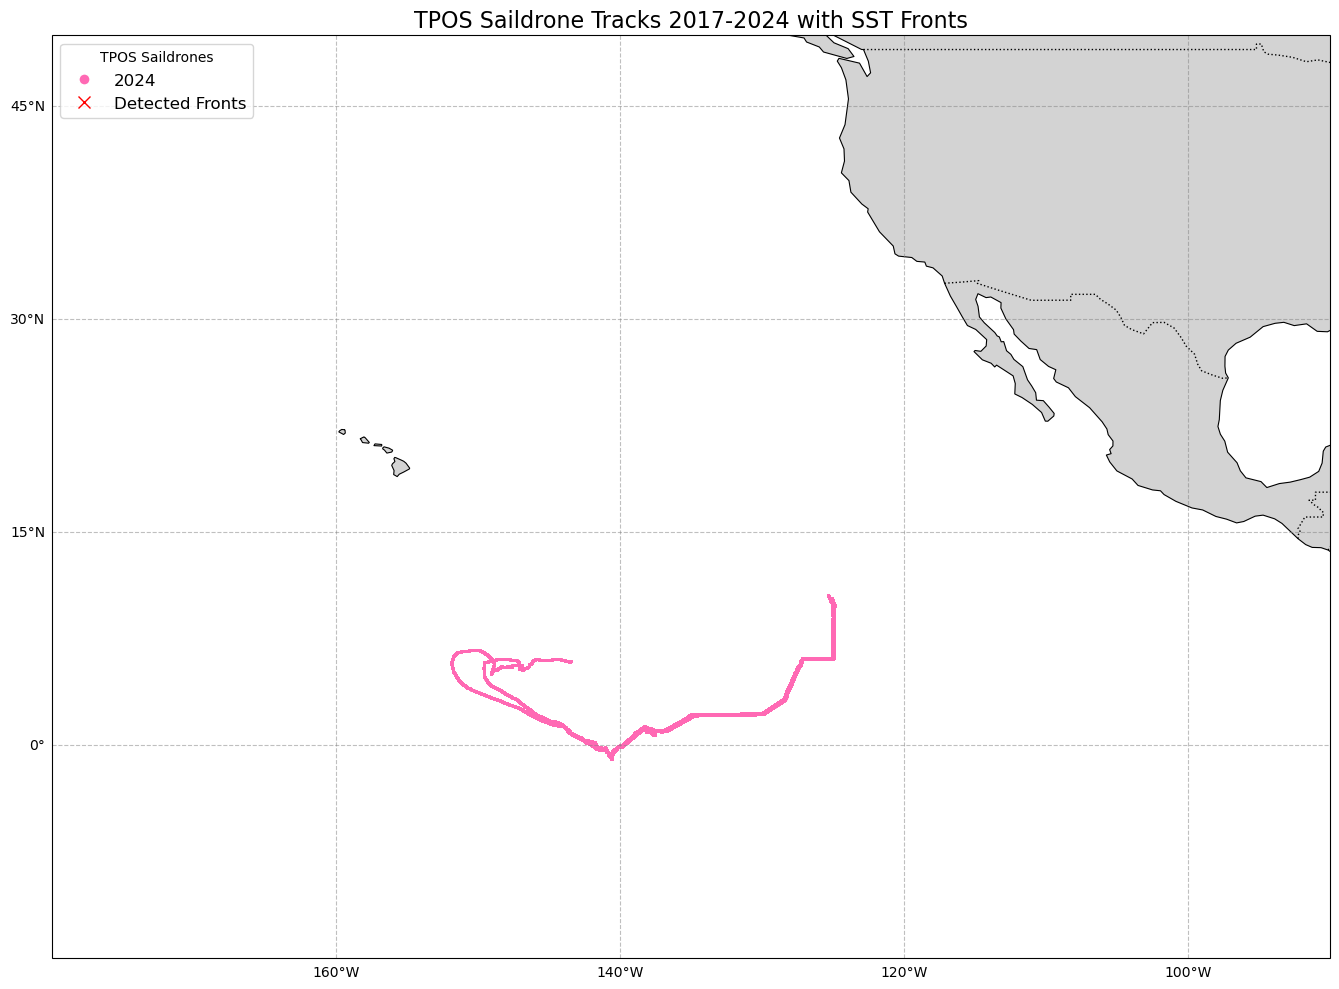 TPOS Saildrone Tracks 2017-2024 with SST Fronts
TPOS Saildrones
2024
Detected Fronts
45°N
30°N
15°N
0°
160°W
140°W
120°W
100°W